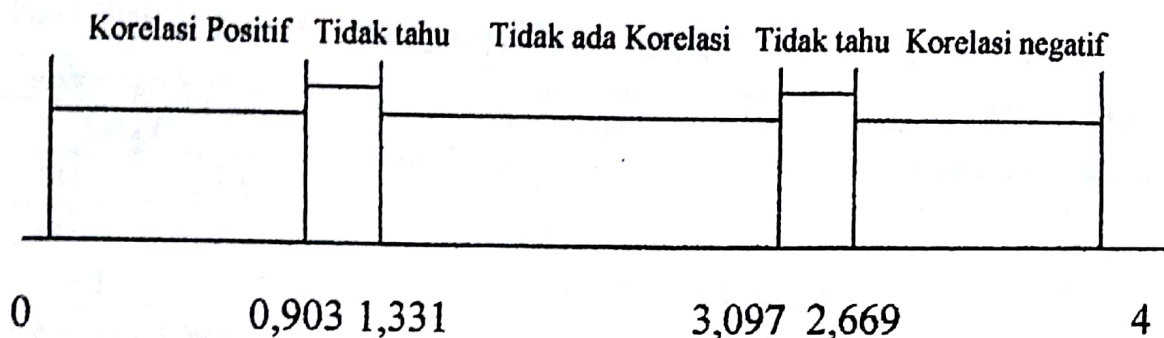 Korelasi Positif Tidak tahu Tidak ada Korelasi Tidak tahu Korelasi negatif
0 0,903 1,331 3,097 2,669 4